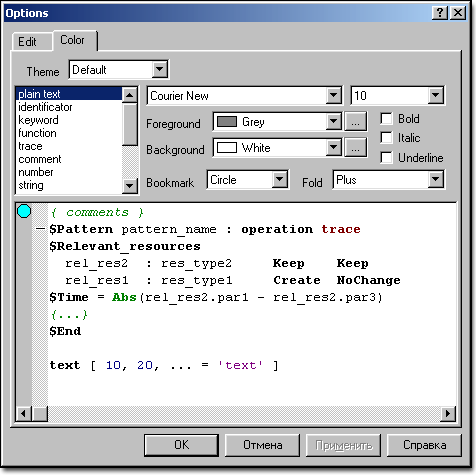 Options
Edit Color
Theme Default
plain text
identificator
keyword
function
trace
comment
number
string
Courier New 10
Foreground Grey ...
Background White ...
Bold
Italic
Underline
Bookmark Circle Fold Plus
{ comments }
$Pattern pattern_name : operation trace
$Relevant_resources
rel_res2 : res_type2 Keep Keep
rel_res1 : res_type1 Create NoChange
$Time = Abs(rel_res2.par1 - rel_res2.par3)
{...}
$End
text [ 10, 20, ... = 'text' ]
OK Отмена Применить Справка